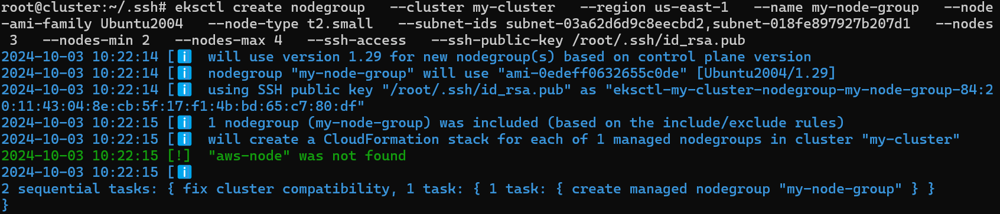 root@cluster:~/.ssh# eksctl create nodegroup   --cluster my-cluster   --region us-east-1   --name my-node-group   --node
-ami-family Ubuntu2004   --node-type t2.small   --subnet-ids subnet-03a62d6d9c8eecbd2,subnet-018fe897927b207d1   --nodes
 3   --nodes-min 2   --nodes-max 4   --ssh-access   --ssh-public-key /root/.ssh/id_rsa.pub
2024-10-03 10:22:14 [ℹ  will use version 1.29 for new nodegroup(s) based on control plane version
2024-10-03 10:22:14 [ℹ  nodegroup "my-node-group" will use "ami-0edeff0632655c0de" [Ubuntu2004/1.29]
2024-10-03 10:22:14 [ℹ  using SSH public key "/root/.ssh/id_rsa.pub" as "eksctl-my-cluster-nodegroup-my-node-group-84:2
0:11:43:04:8e:cb:5f:17:f1:4b:bd:65:c7:80:df"
2024-10-03 10:22:15 [ℹ  1 nodegroup (my-node-group) was included (based on the include/exclude rules)
2024-10-03 10:22:15 [ℹ  will create a CloudFormation stack for each of 1 managed nodegroups in cluster "my-cluster"
2024-10-03 10:22:15 [!]  "aws-node" was not found
2024-10-03 10:22:15 [ℹ
2 sequential tasks: { fix cluster compatibility, 1 task: { 1 task: { create managed nodegroup "my-node-group" } }
}